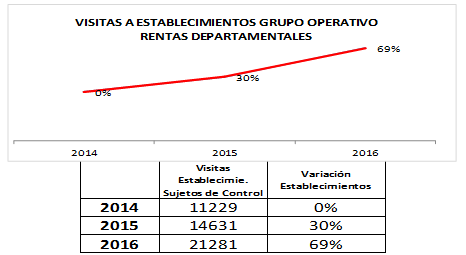 VISITAS A ESTABLECIMIENTOS GRUPO OPERATIVO
RENTAS DEPARTAMENTALES
69%
30%
0%
2014 2015 2016
Visitas Establecimie. Sujetos de Control Variación Establecimientos
2014 11229 0%
2015 14631 30%
2016 21281 69%